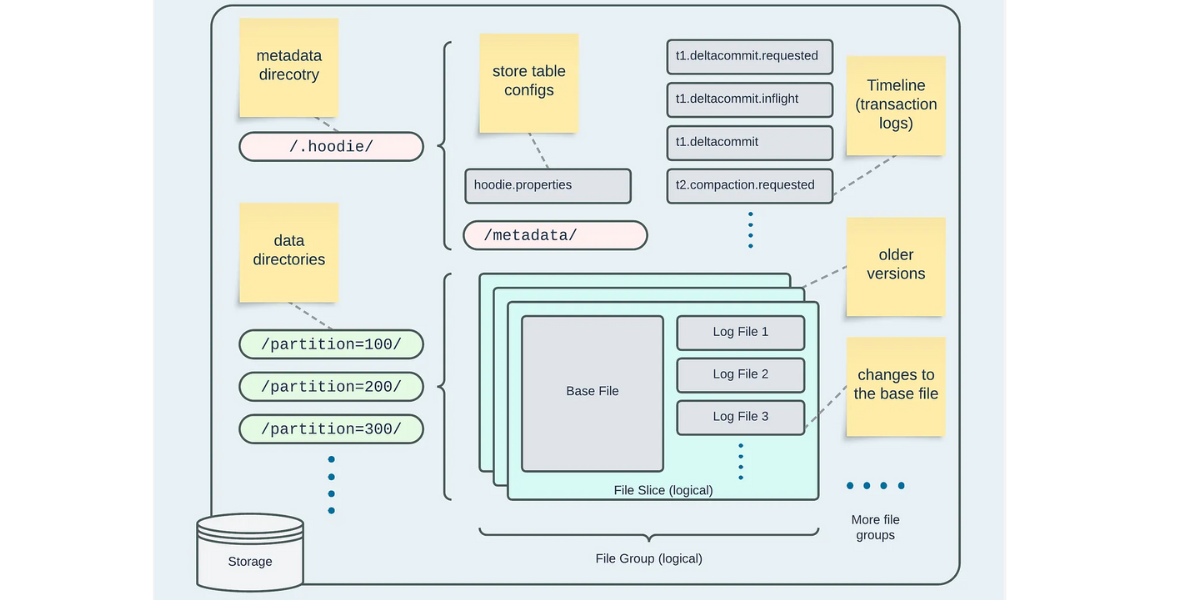 metadata
direcotry
/.hoodie/
store table
configs
hoodie.properties
/metadata/
t1.deltacommit.requested
t1.deltacommit.inflight
t1.deltacommit
t2.compaction.requested
Timeline
(transaction
logs)
data
directories
/partition=100/
/partition=200/
/partition=300/
Base File
Log File 1
Log File 2
Log File 3
File Slice (logical)
File Group (logical)
older
versions
changes to
the base file
More file
groups
Storage